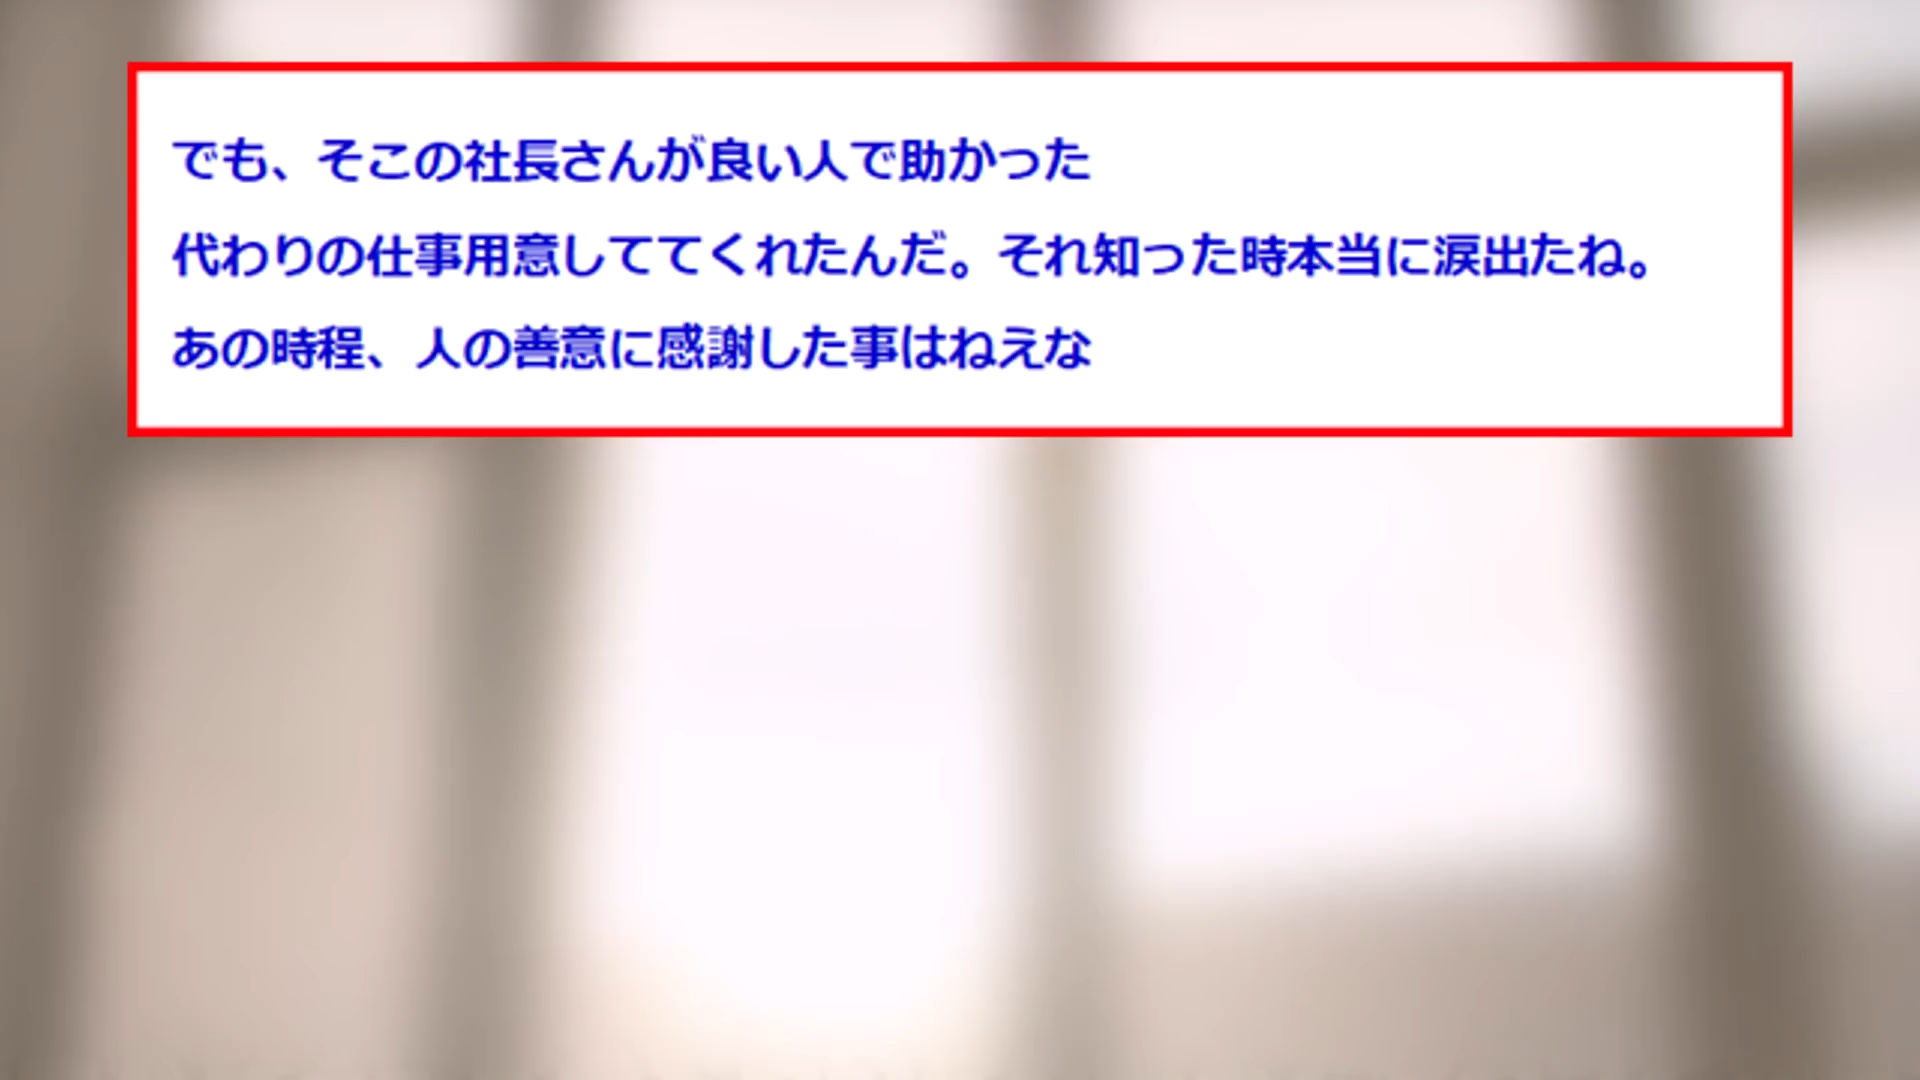 でも、そこの社長さんが良い人で助かった
代わりの仕事用意しててくれたんだ。それ知った時本当に涙出たね。
あの時程、人の善意に感謝した事はねえな